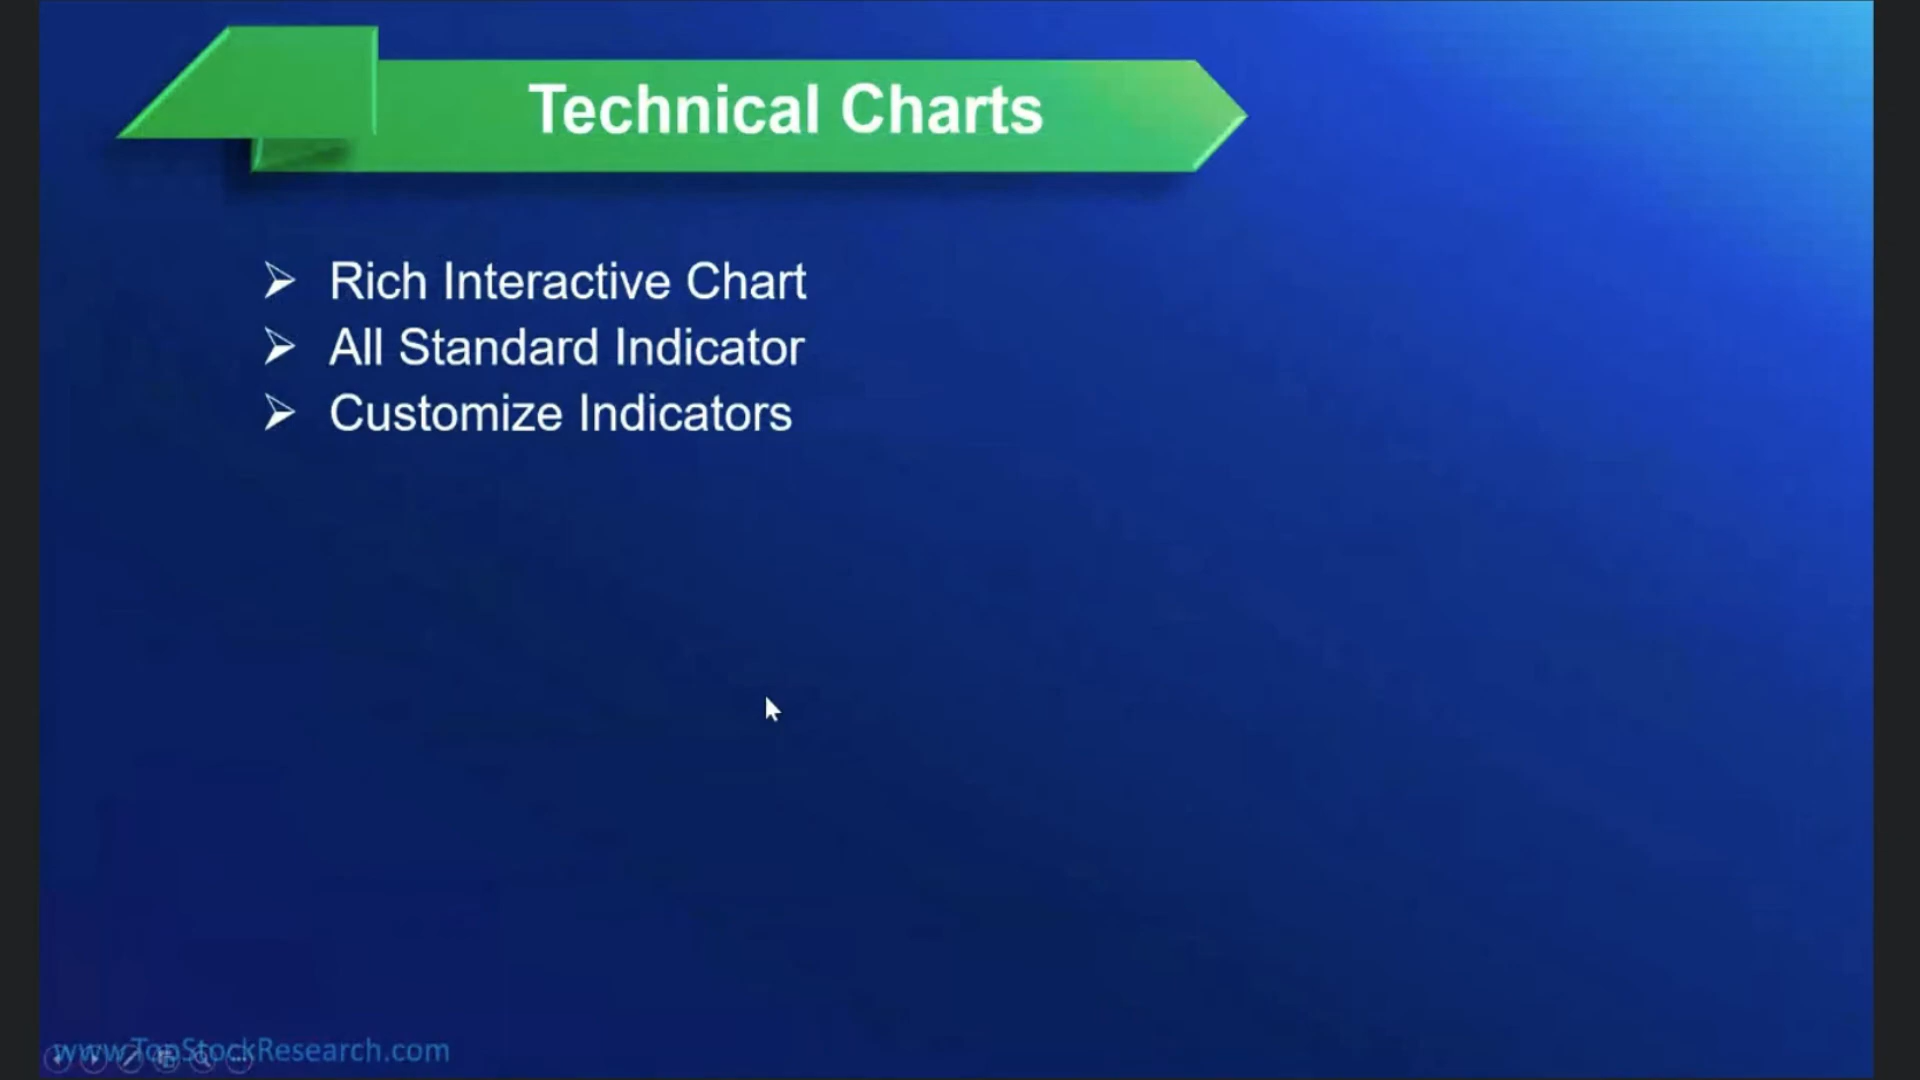 Technical Charts
Rich Interactive Chart
All Standard Indicator
Customize Indicators
www.TopStockResearch.com